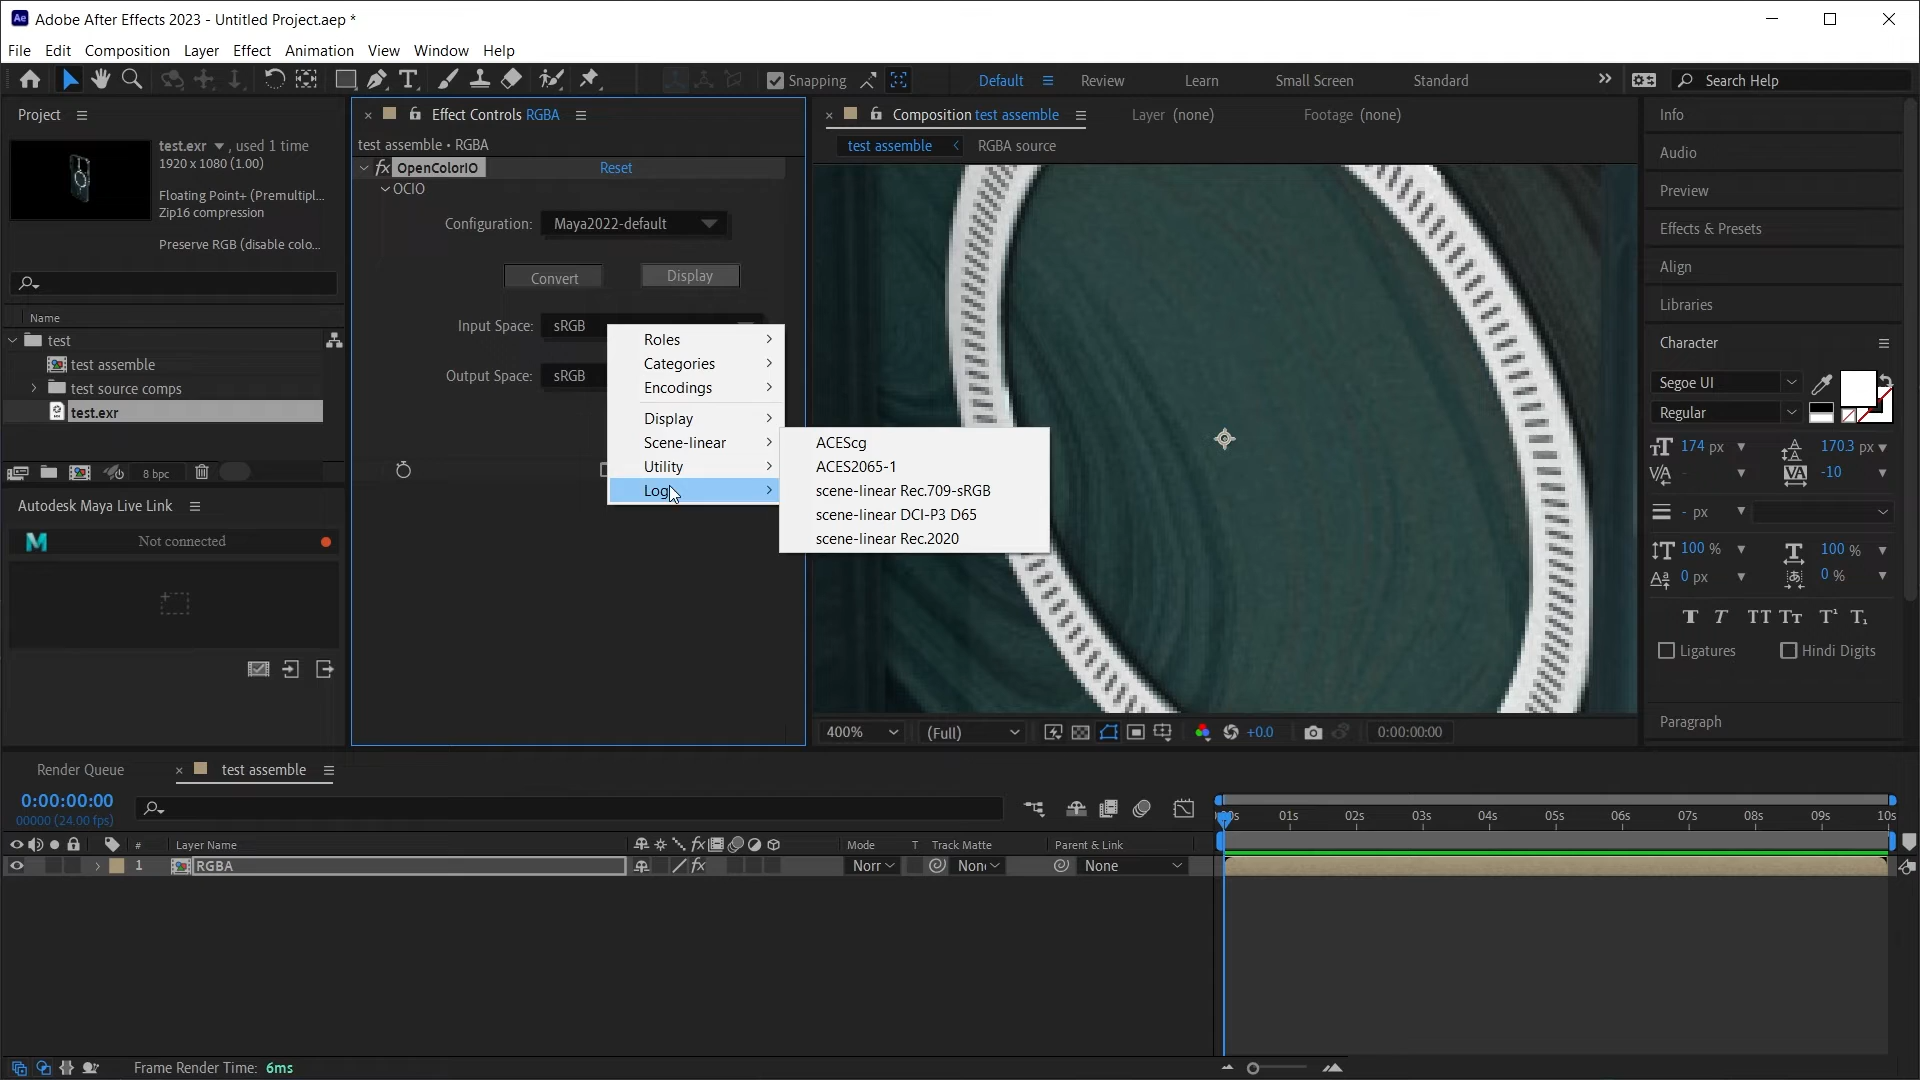 Adobe After Effects 2023 - Untitled Project.aep *
File Edit Composition Layer Effect Animation View Window Help
Snapping
Default Review Learn Small Screen Standard
Search Help
Project
test.exr , used 1 time
1920 x 1080 (1.00)
Floating Point+ (Premultipl...
Zip16 compression
Preserve RGB (disable colo...
Name
test
test assemble
test source comps
test.exr
8 bpc
Autodesk Maya Live Link
Not connected
Effect Controls RGBA
test assemble • RGBA
fx OpenColorIO Reset
OCIO
Configuration: Maya2022-default
Convert Display
Input Space: sRGB
Output Space: sRGB
Roles
Categories
Encodings
Display
Scene-linear
Utility
Log
ACEScg
ACES2065-1
scene-linear Rec.709-sRGB
scene-linear DCI-P3 D65
scene-linear Rec.2020
Composition test assemble Layer (none) Footage (none)
test assemble RGBA source
400% (Full) +0.0 0:00:00:00
Info
Audio
Preview
Effects & Presets
Align
Libraries
Character
Segoe UI
Regular
174 px 170.3 px
- -10
- px
100 % 100 %
0 px 0 %
T T TT Tt T¹ T₁
Ligatures Hindi Digits
Paragraph
Render Queue test assemble
0:00:00:00
00000 (24.00 fps)
01s 02s 03s 04s 05s 06s 07s 08s 09s 10s
# Layer Name fx Mode T Track Matte Parent & Link
1 RGBA fx Norr Non None
Frame Render Time: 6ms